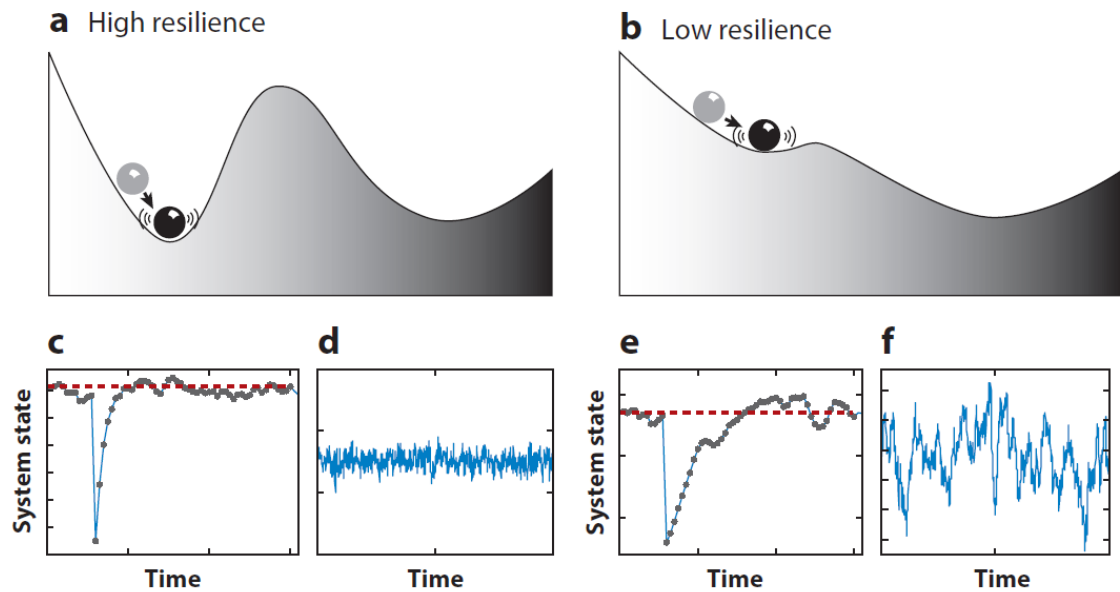 a High resilience
b Low resilience
c
d
e
f
System state
Time
Time
System state
Time
Time